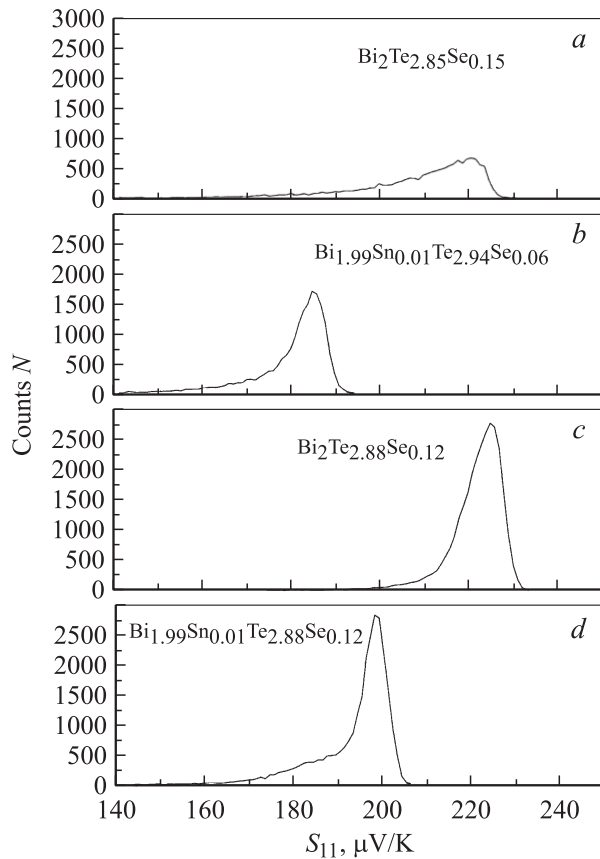 3000
a
2500
Bi2Te2.85Se0.15
2000
1500
1000
500
0
b
2500
Bi1.99Sn0.01Te2.94Se0.06
2000
1500
1000
500
0
Counts N
c
2500
Bi2Te2.88Se0.12
2000
1500
1000
500
0
Bi1.99Sn0.01Te2.88Se0.12
d
2500
2000
1500
1000
500
0
140 160 180 200 220 240
S11, μV/K